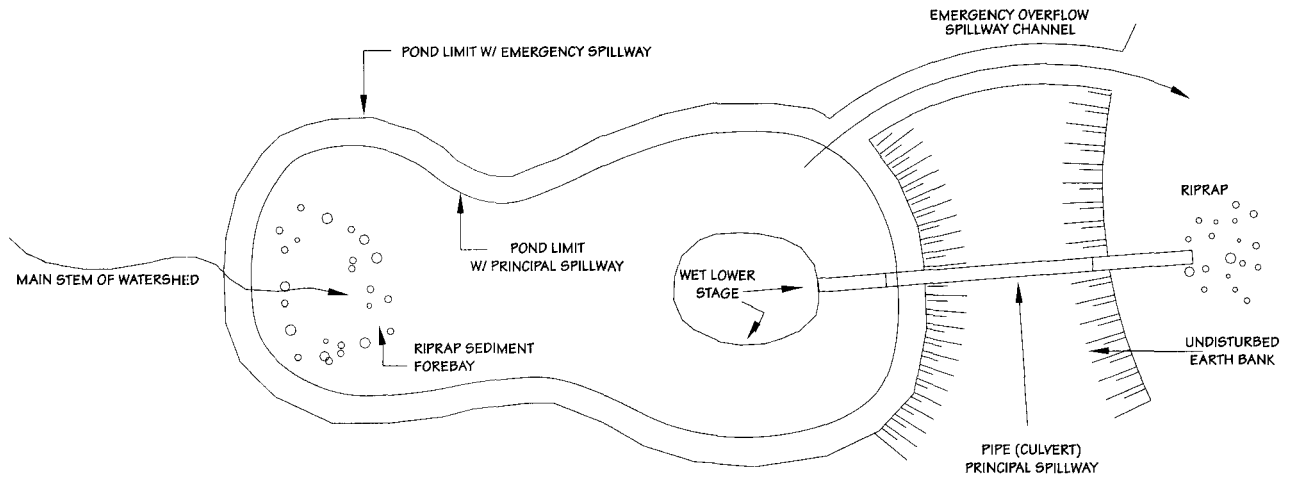 EMERGENCY OVERFLOW
SPILLWAY CHANNEL
POND LIMIT W/ EMERGENCY SPILLWAY
RIPRAP
POND LIMIT
W/ PRINCIPAL SPILLWAY
MAIN STEM OF WATERSHED
WET LOWER
STAGE
RIPRAP SEDIMENT
FOREBAY
UNDISTURBED
EARTH BANK
PIPE (CULVERT)
PRINCIPAL SPILLWAY